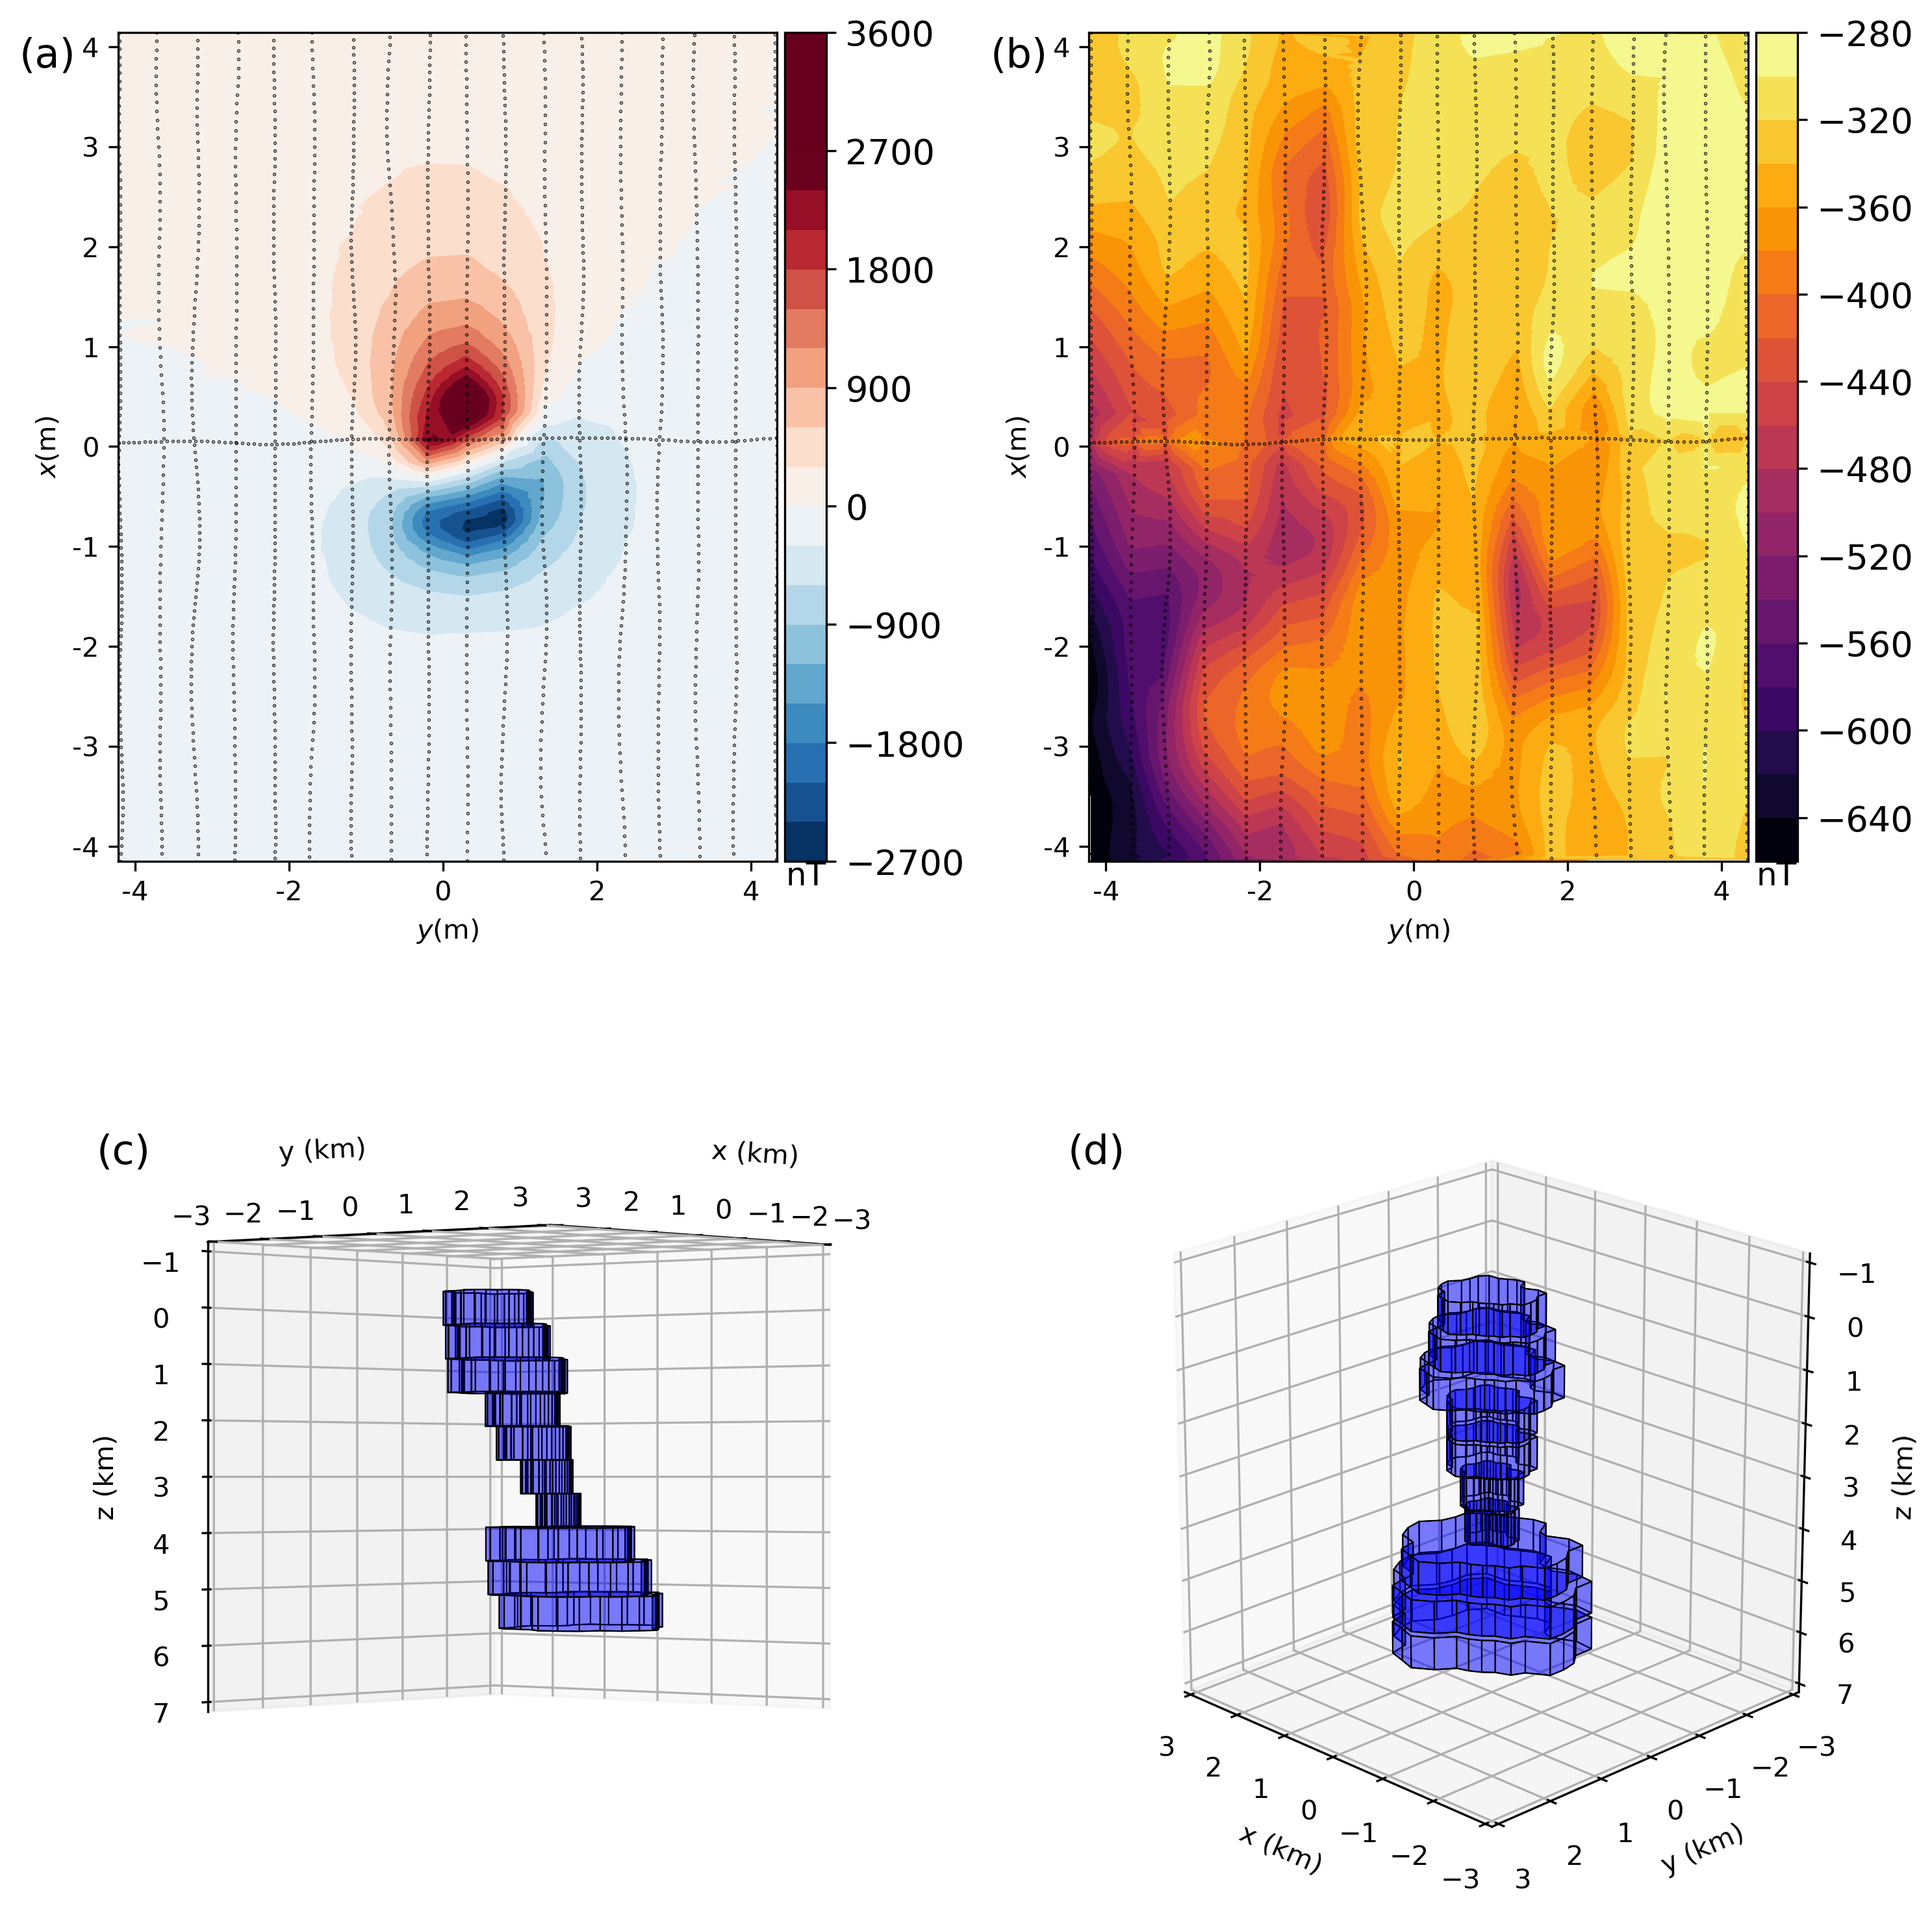 (a)
4
3
2
1
0
-1
-2
-3
-4
x(m)
-4 -2 0 2 4
y(m)
3600
2700
1800
900
0
−900
−1800
−2700
nT
(b)
4
3
2
1
0
-1
-2
-3
-4
x(m)
-4 -2 0 2 4
y(m)
−280
−320
−360
−400
−440
−480
−520
−560
−600
−640
nT
(c)
y (km) x (km)
−3 −2 −1 0 1 2 3 3 2 1 0 −1 −2 −3
−1
0
1
2
3
4
5
6
7
z (km)
(d)
−1
0
1
2
3
4
5
6
7
z (km)
3 2 1 0 −1 −2 −3
x (km)
3 2 1 0 −1 −2 −3
y (km)